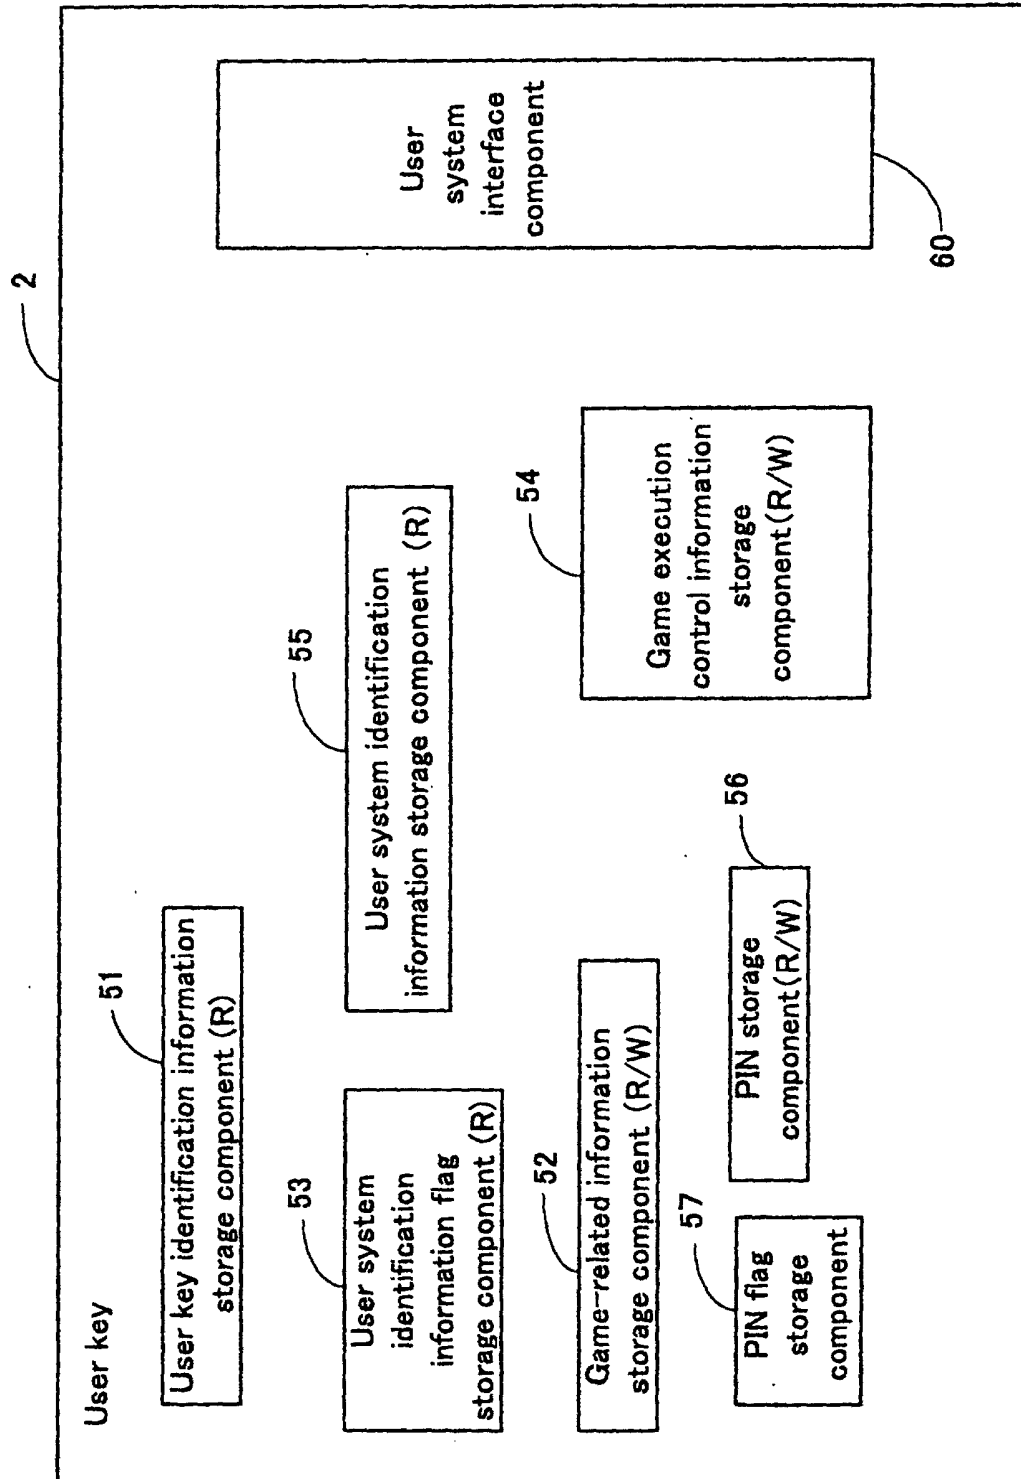 2
User key
51
User key identification information
storage component (R)
53
User system
identification
information flag
storage component (R)
55
User system identification
information storage component (R)
52
Game-related information
storage component (R/W)
54
Game execution
control information
storage
component(R/W)
57
PIN flag
storage
component
56
PIN storage
component(R/W)
User
system
interface
component
60